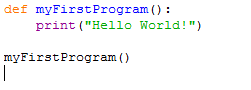 def myFirstProgram():
    print("Hello World!")
myFirstProgram()